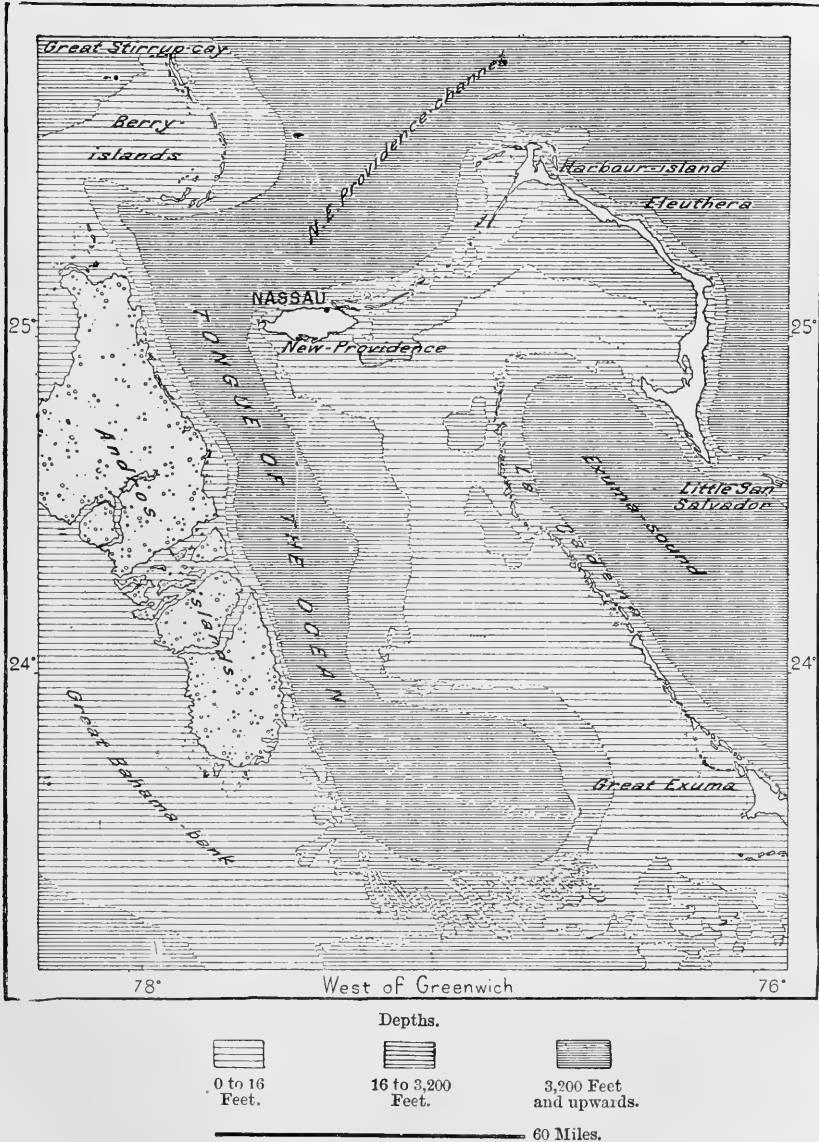 Great-Stirrup-cay
Berry-
islands
N.E. Providence-channel
Harbour-island
Eleuthera
NASSAU
25°
25°
New-Providence
TONGUE OF THE OCEAN
Andros
Islands
La Cadena
Exuma-sound
Little San
Salvador
24°
24°
Great Bahama-bank
Great Exuma
78°
West of Greenwich
76°
Depths.
0 to 16
Feet.
16 to 3,200
Feet.
3,200 Feet
and upwards.
60 Miles.